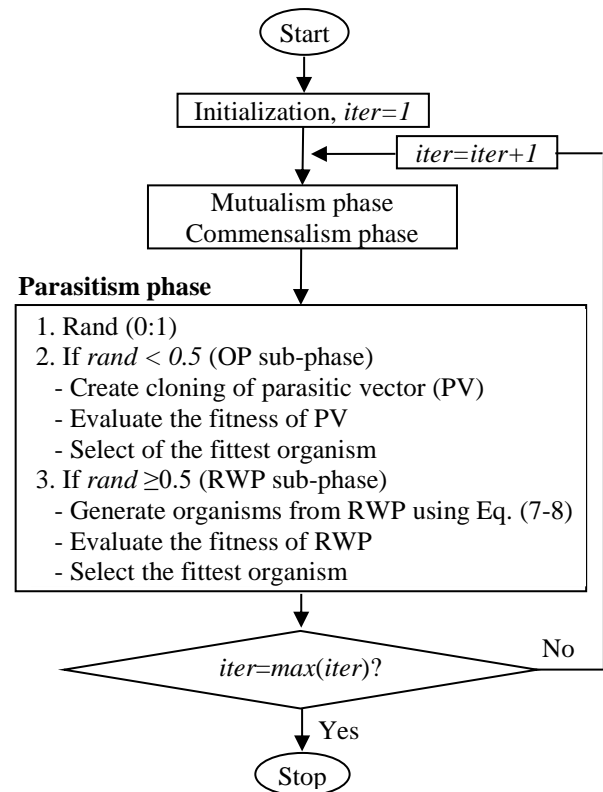 Start
Initialization, iter=1
iter=iter+1
Mutualism phase
Commensalism phase
Parasitism phase
1. Rand (0:1)
2. If rand < 0.5 (OP sub-phase)
- Create cloning of parasitic vector (PV)
- Evaluate the fitness of PV
- Select of the fittest organism
3. If rand ≥0.5 (RWP sub-phase)
- Generate organisms from RWP using Eq. (7-8)
- Evaluate the fitness of RWP
- Select the fittest organism
No
iter=max(iter)?
Yes
Stop